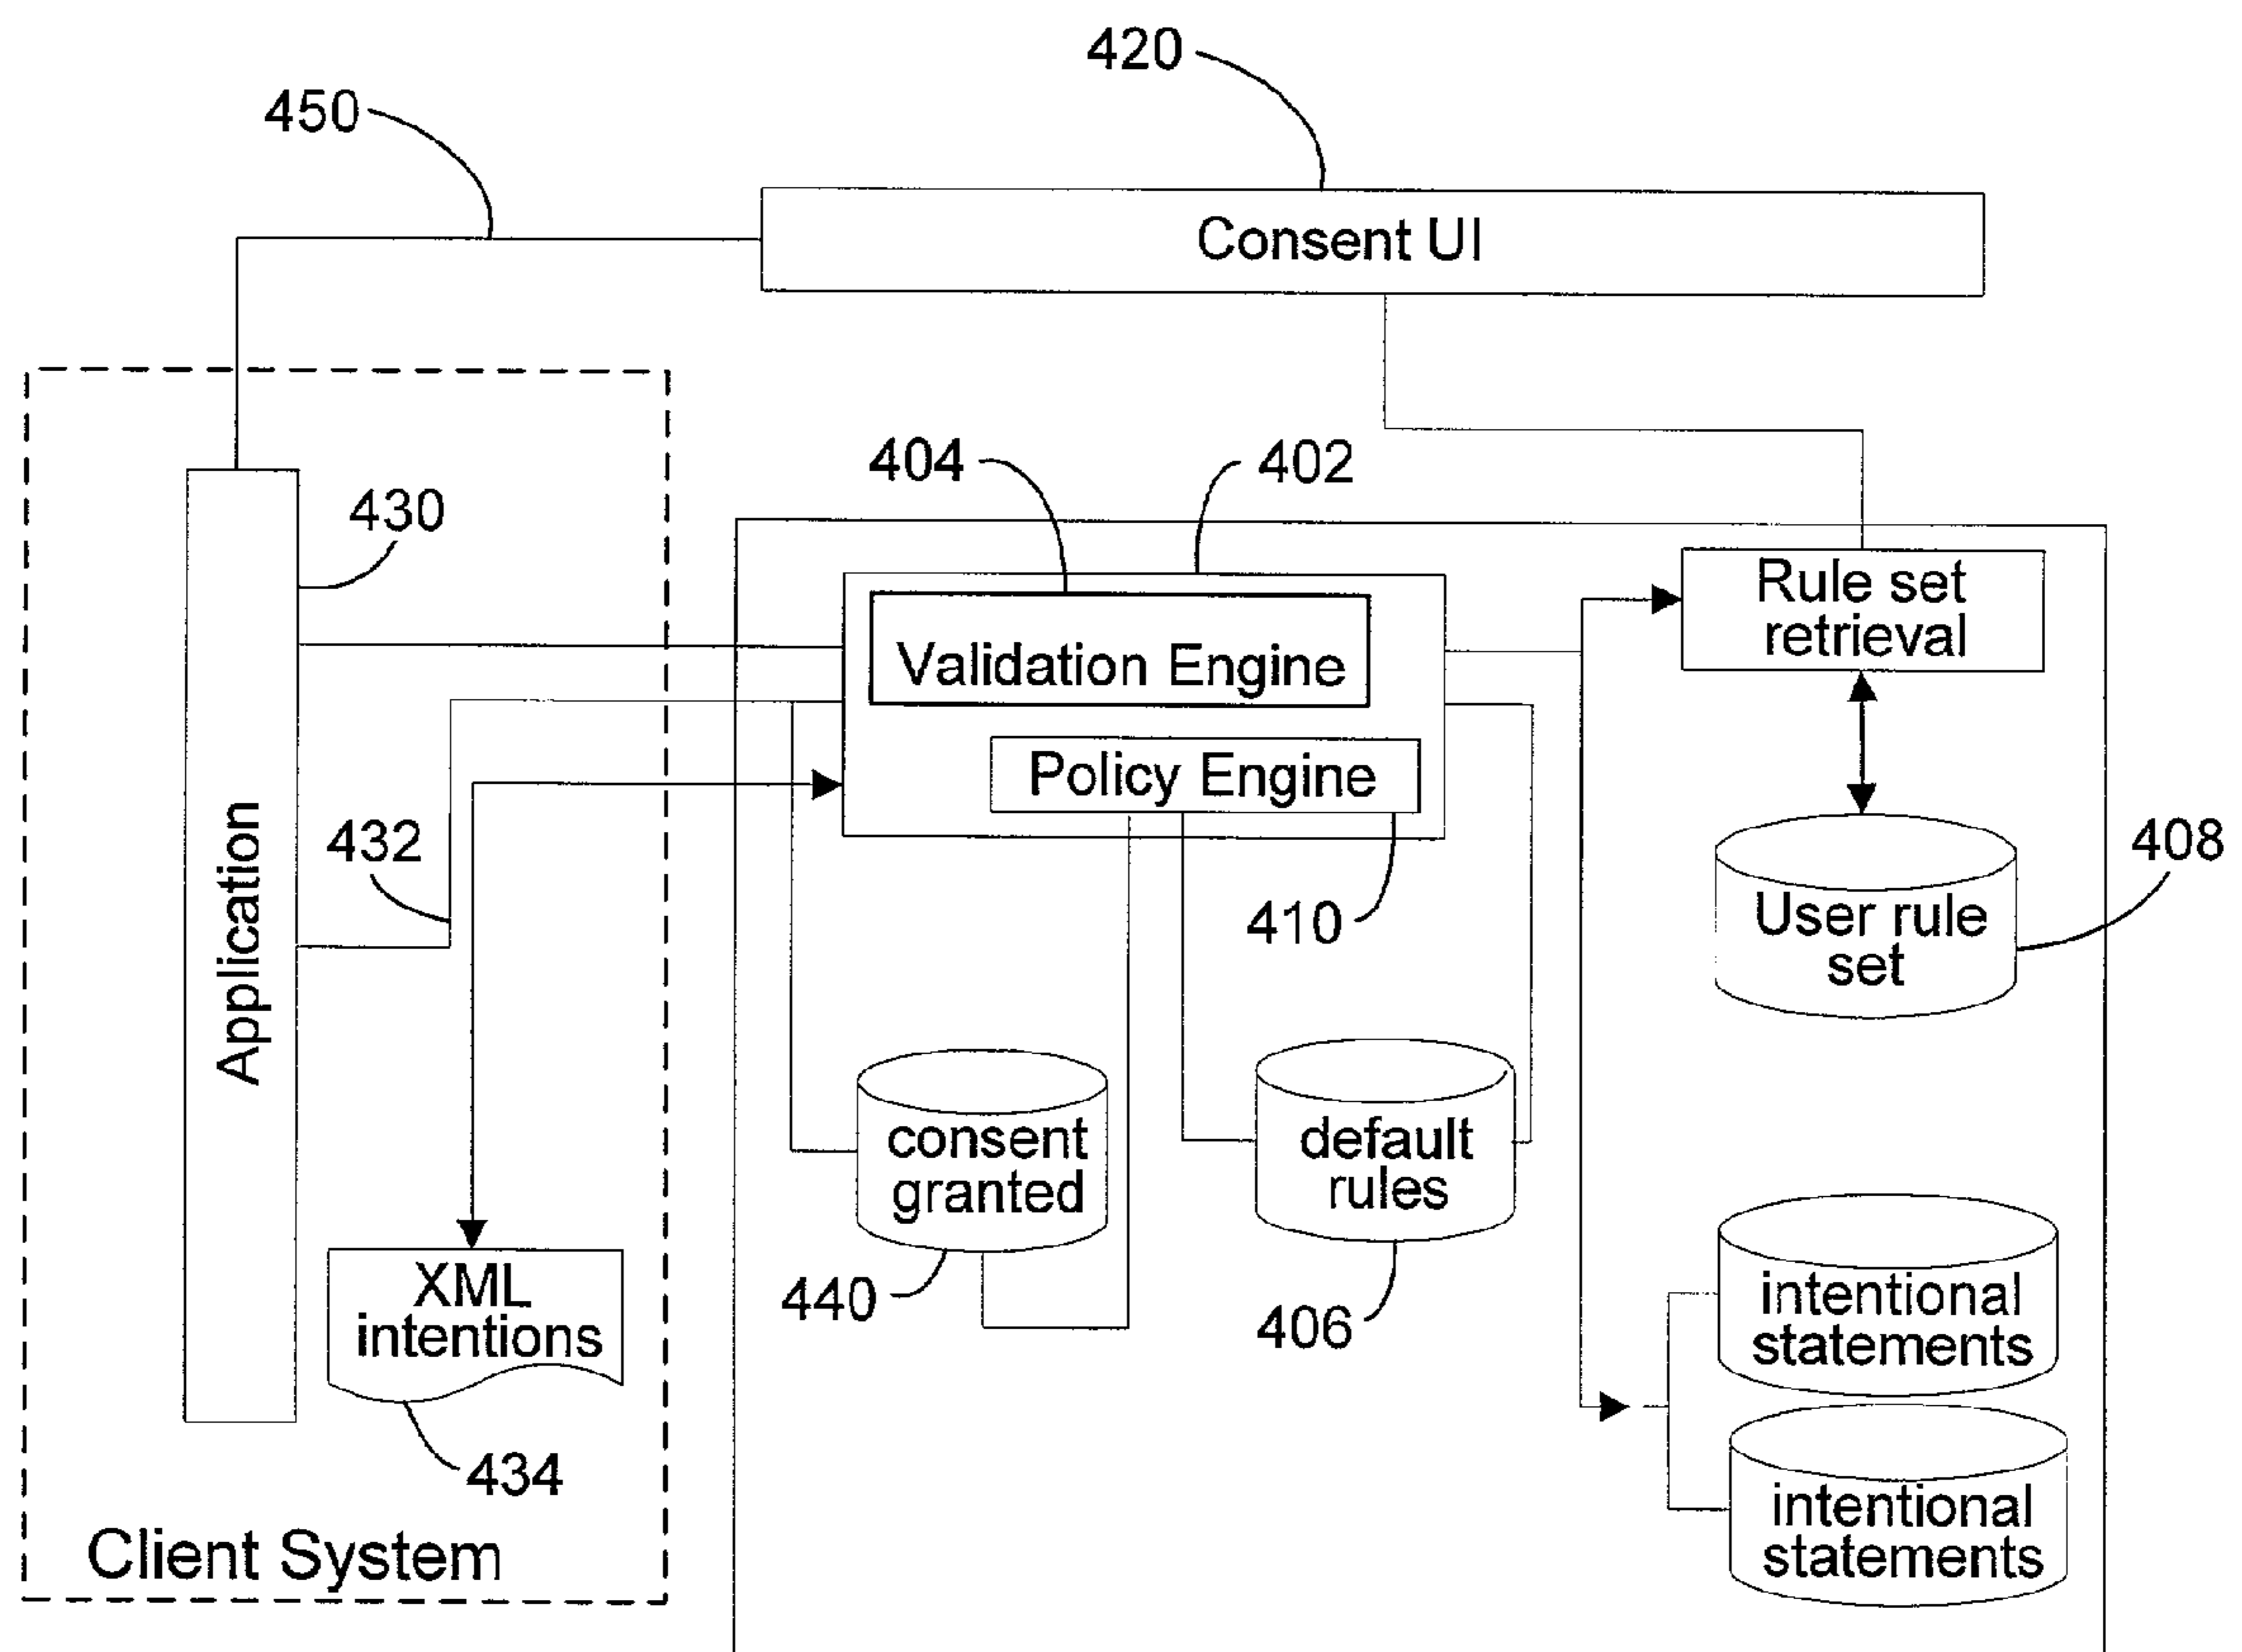 420
450
Consent UI
404
402
430
Rule set
retrieval
Validation Engine
Policy Engine
432
408
410
User rule
set
Application
consent
granted
default
rules
XML
intentions
440
406
intentional
statements
434
intentional
statements
Client System